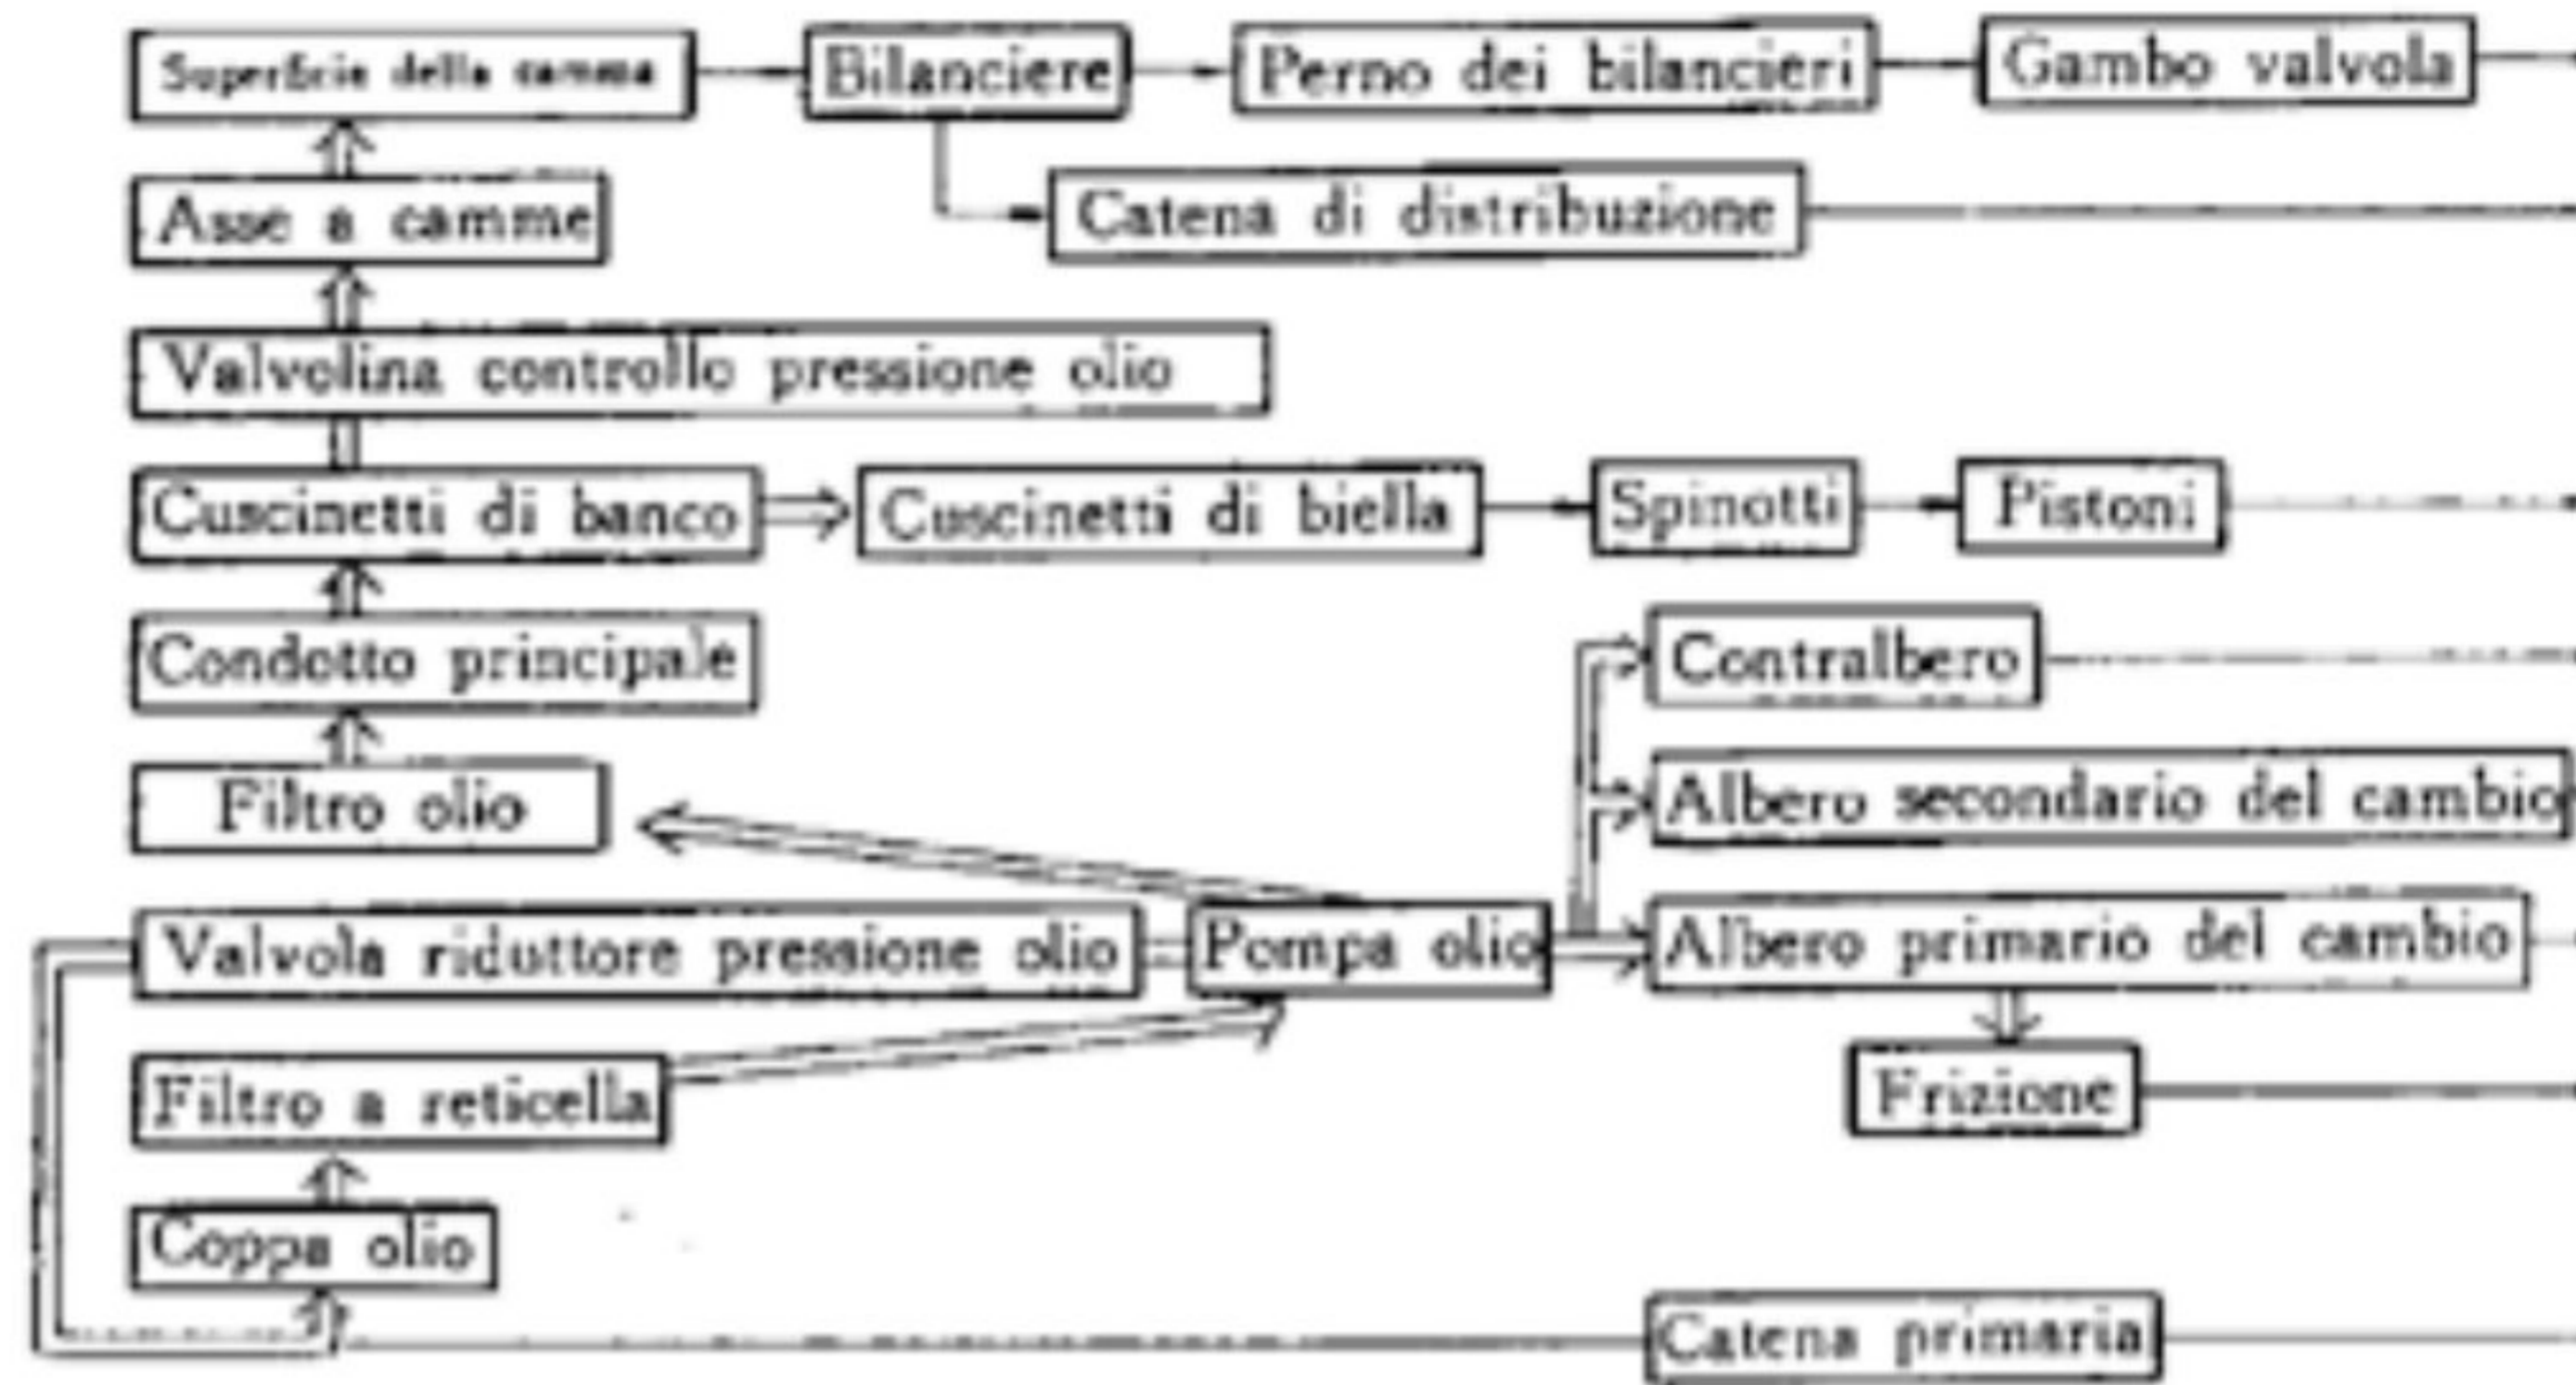 Superficie della camma
Bilanciere
Perno dei bilancieri
Gambo valvola
Asse a camme
Catena di distribuzione
Valvolina controllo pressione olio
Cuscinetti di banco
Cuscinetti di biella
Spinotti
Pistoni
Condotto principale
Contralbero
Filtro olio
Albero secondario del cambio
Valvola riduttore pressione olio
Pompa olio
Albero primario del cambio
Filtro a reticella
Frizione
Coppa olio
Catena primaria